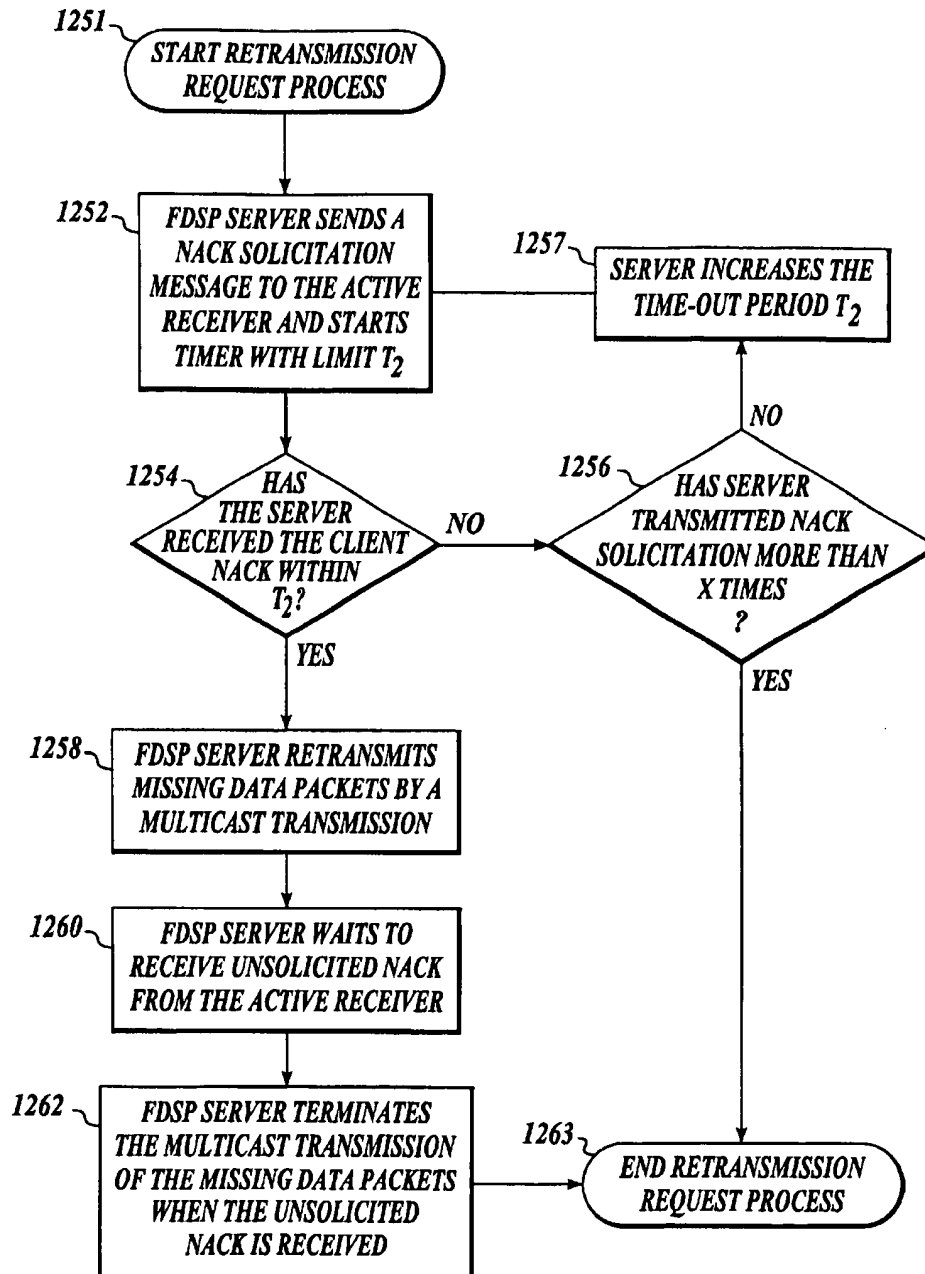 1251
START RETRANSMISSION
REQUEST PROCESS
1252
FDSP SERVER SENDS A
NACK SOLICITATION
MESSAGE TO THE ACTIVE
RECEIVER AND STARTS
TIMER WITH LIMIT T2
1257
SERVER INCREASES THE
TIME-OUT PERIOD T2
NO
1254
HAS
THE SERVER
RECEIVED THE CLIENT
NACK WITHIN
T2?
NO
YES
1256
HAS SERVER
TRANSMITTED NACK
SOLICITATION MORE THAN
X TIMES
?
YES
1258
FDSP SERVER RETRANSMITS
MISSING DATA PACKETS BY A
MULTICAST TRANSMISSION
1260
FDSP SERVER WAITS TO
RECEIVE UNSOLICITED NACK
FROM THE ACTIVE RECEIVER
1262
FDSP SERVER TERMINATES
THE MULTICAST TRANSMISSION
OF THE MISSING DATA PACKETS
WHEN THE UNSOLICITED
NACK IS RECEIVED
1263
END RETRANSMISSION
REQUEST PROCESS